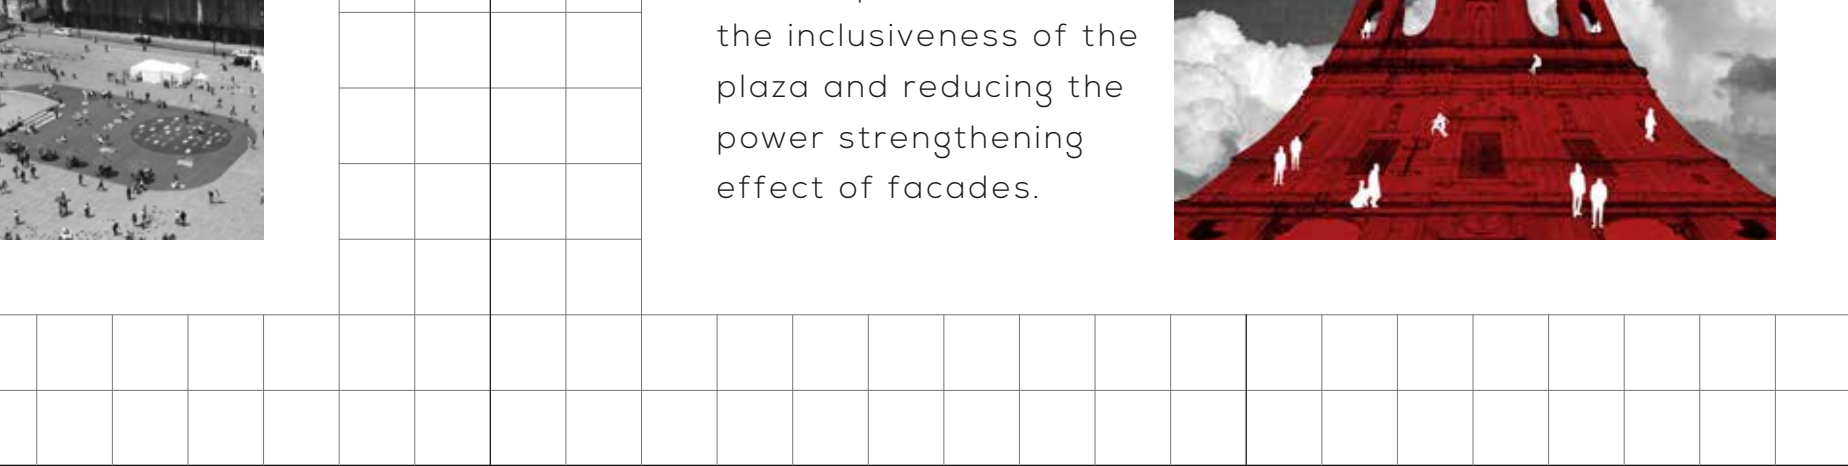 the inclusiveness of the
plaza and reducing the
power strengthening
effect of facades.